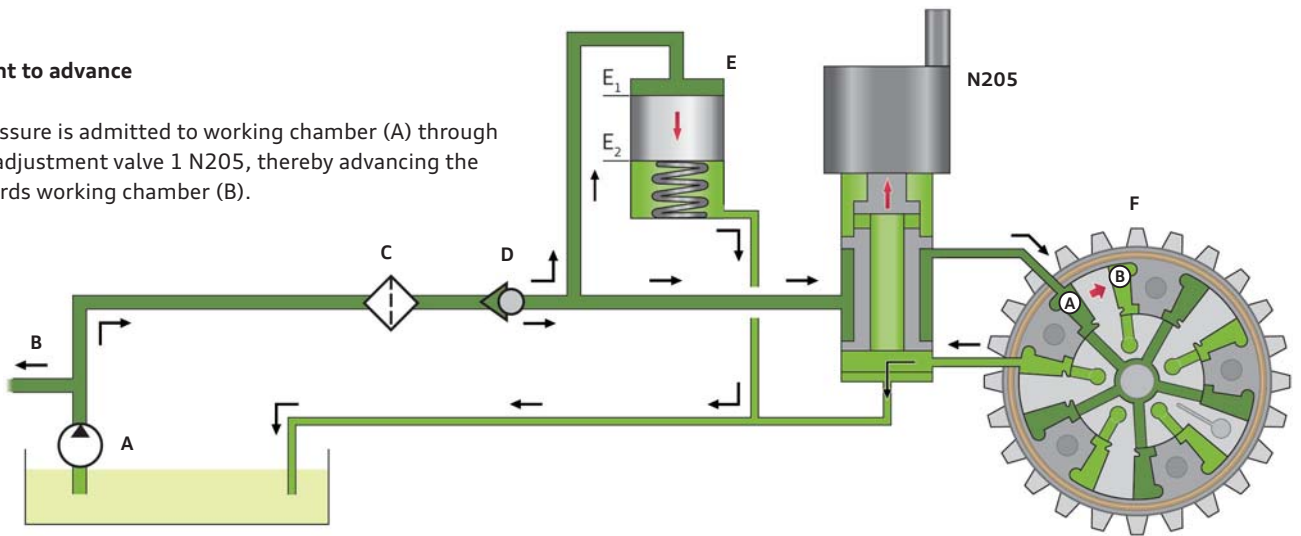 nt to advance
ssure is admitted to working chamber (A) through
adjustment valve 1 N205, thereby advancing the
rds working chamber (B).
E
E1
E2
N205
F
A
B
C
D
B
A